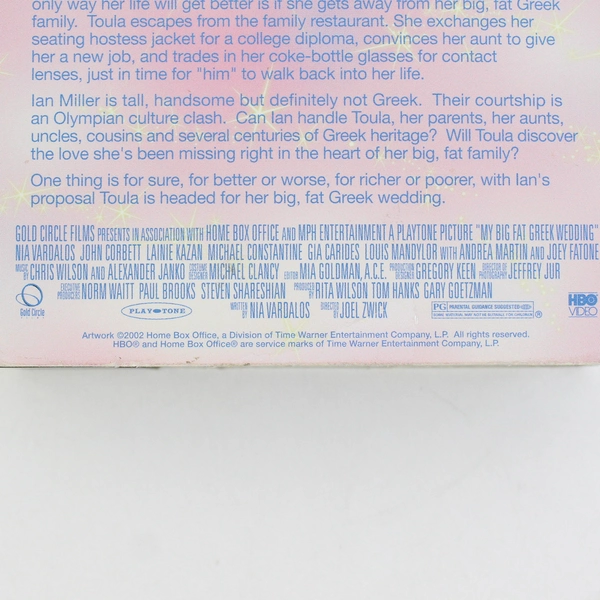 only way her life will get better is if she gets away from her big, fat Greek
family. Toula escapes from the family restaurant. She exchanges her
seating hostess jacket for a college diploma, convinces her aunt to give
her a new job, and trades in her coke-bottle glasses for contact
lenses, just in time for "him" to walk back into her life.
Ian Miller is tall, handsome but definitely not Greek. Their courtship is
an Olympian culture clash. Can Ian handle Toula, her parents, her aunts,
uncles, cousins and several centuries of Greek heritage? Will Toula discover
the love she's been missing right in the heart of her big, fat family?
One thing is for sure, for better or worse, for richer or poorer, with Ian's
proposal Toula is headed for her big, fat Greek wedding.
GOLD CIRCLE FILMS PRESENTS IN ASSOCIATION WITH HOME BOX OFFICE AND MPH ENTERTAINMENT A PLAYTONE PICTURE "MY BIG FAT GREEK WEDDING"
NIA VARDALOS JOHN CORBETT LAINIE KAZAN MICHAEL CONSTANTINE GIA CARIDES LOUIS MANDYLOR WITH ANDREA MARTIN AND JOEY FATONE
MUSIC BY CHRIS WILSON AND ALEXANDER JANKO COSTUME DESIGNER MICHAEL CLANCY EDITOR MIA GOLDMAN, A.C.E. PRODUCTION DESIGNER GREGORY KEEN DIRECTOR OF PHOTOGRAPHY JEFFREY JUR
EXECUTIVE PRODUCERS NORM WAITT PAUL BROOKS STEVEN SHARESHIAN PRODUCED BY RITA WILSON TOM HANKS GARY GOETZMAN
WRITTEN BY NIA VARDALOS DIRECTED BY JOEL ZWICK
Gold Circle
PLAY-TONE
PG PARENTAL GUIDANCE SUGGESTED
HBO VIDEO
Artwork ©2002 Home Box Office, a Division of Time Warner Entertainment Company, L.P. All rights reserved.
HBO® and Home Box Office® are service marks of Time Warner Entertainment Company, L.P.